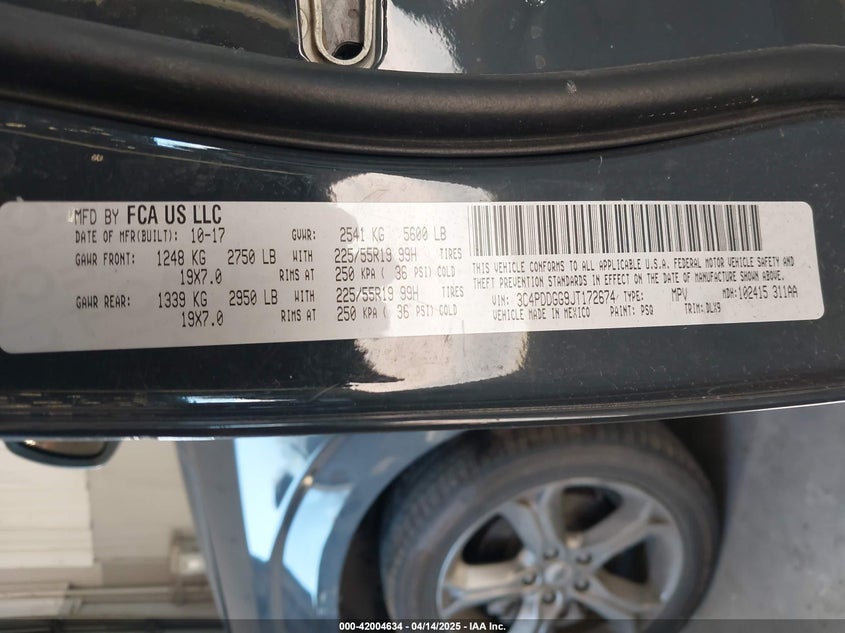 MFD BY FCA US LLC
DATE OF MFR(BUILT): 10-17 GVWR: 2541 KG 5600 LB
GAWR FRONT: 1248 KG 2750 LB WITH 225/55R19 99H TIRES
19X7.0 RIMS AT 250 KPA ( 36 PSI) COLD
GAWR REAR: 1339 KG 2950 LB WITH 225/55R19 99H TIRES
19X7.0 RIMS AT 250 KPA ( 36 PSI) COLD
THIS VEHICLE CONFORMS TO ALL APPLICABLE U.S.A. FEDERAL MOTOR VEHICLE SAFETY AND
THEFT PREVENTION STANDARDS IN EFFECT ON THE DATE OF MANUFACTURE SHOWN ABOVE.
VIN: 3C4PDDGG9JT172674 TYPE: MPV MDH: 102415 311AA
VEHICLE MADE IN MEXICO PAINT: PSQ TRIM: DLX9
000-42004634 - 04/14/2025 - IAA Inc.